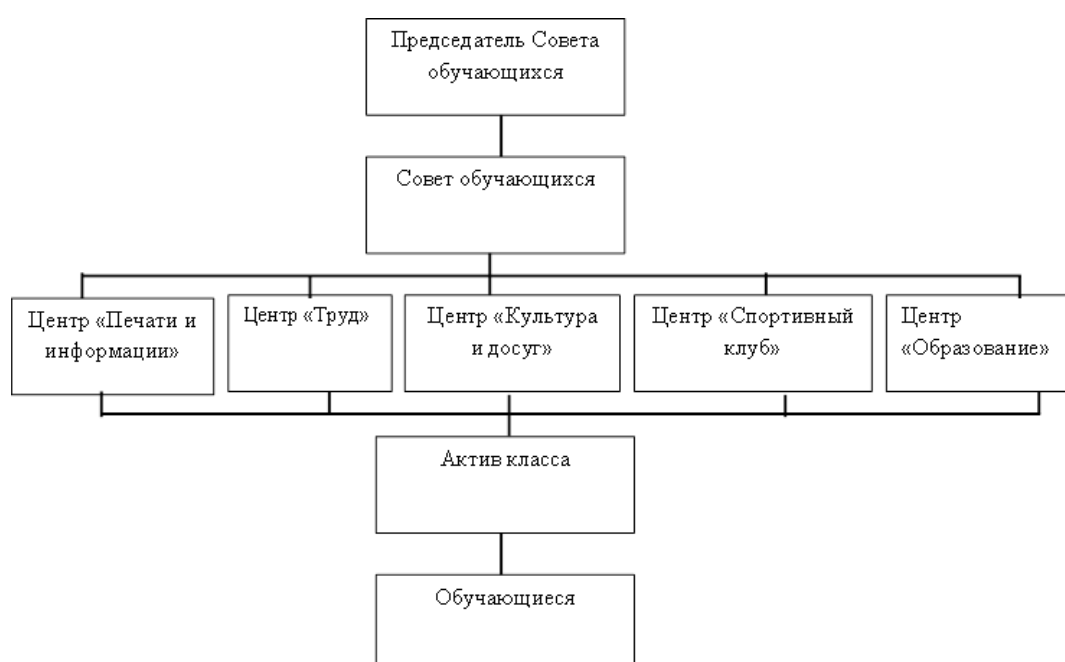 Председатель Совета
обучающихся
Совет обучающихся
Центр «Печати и
информации»
Центр «Труд»
Центр «Культура
и досуг»
Центр «Спортивный
клуб»
Центр
«Образование»
Актив класса
Обучающиеся